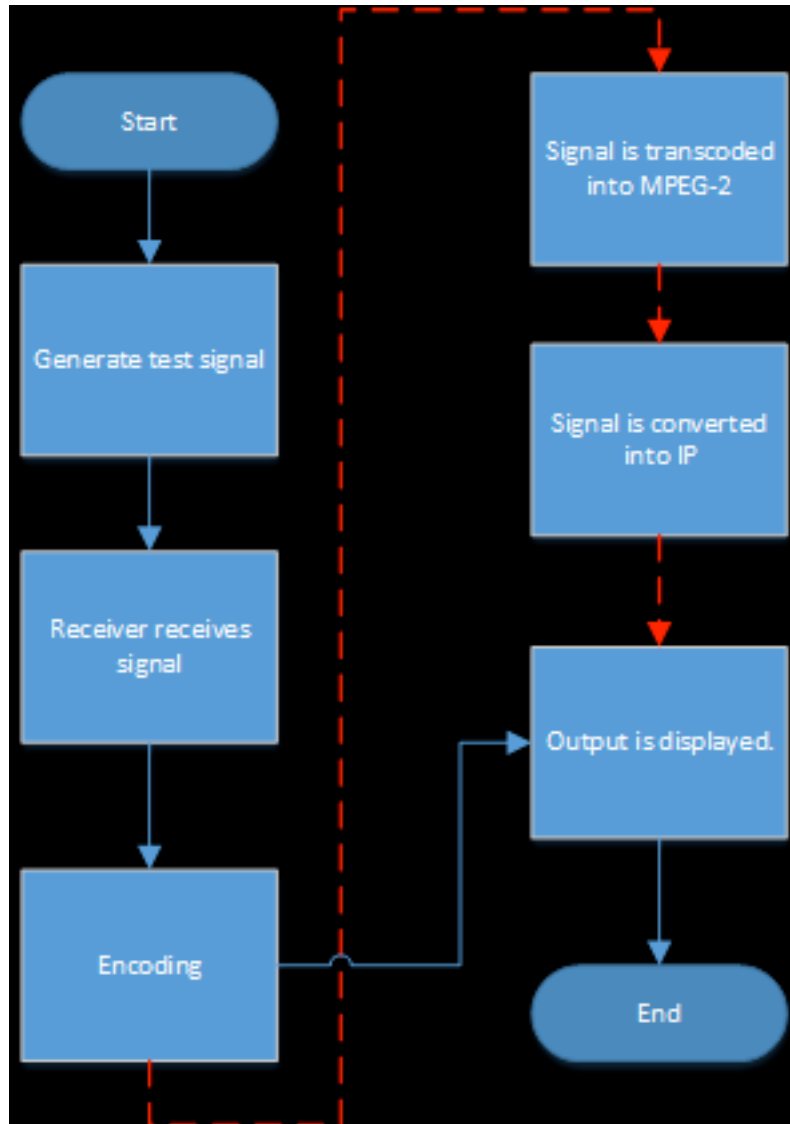 Start
Generate test signal
Receiver receives
signal
Encoding
Signal is transcoded
into MPEG-2
Signal is converted
into IP
Output is displayed.
End